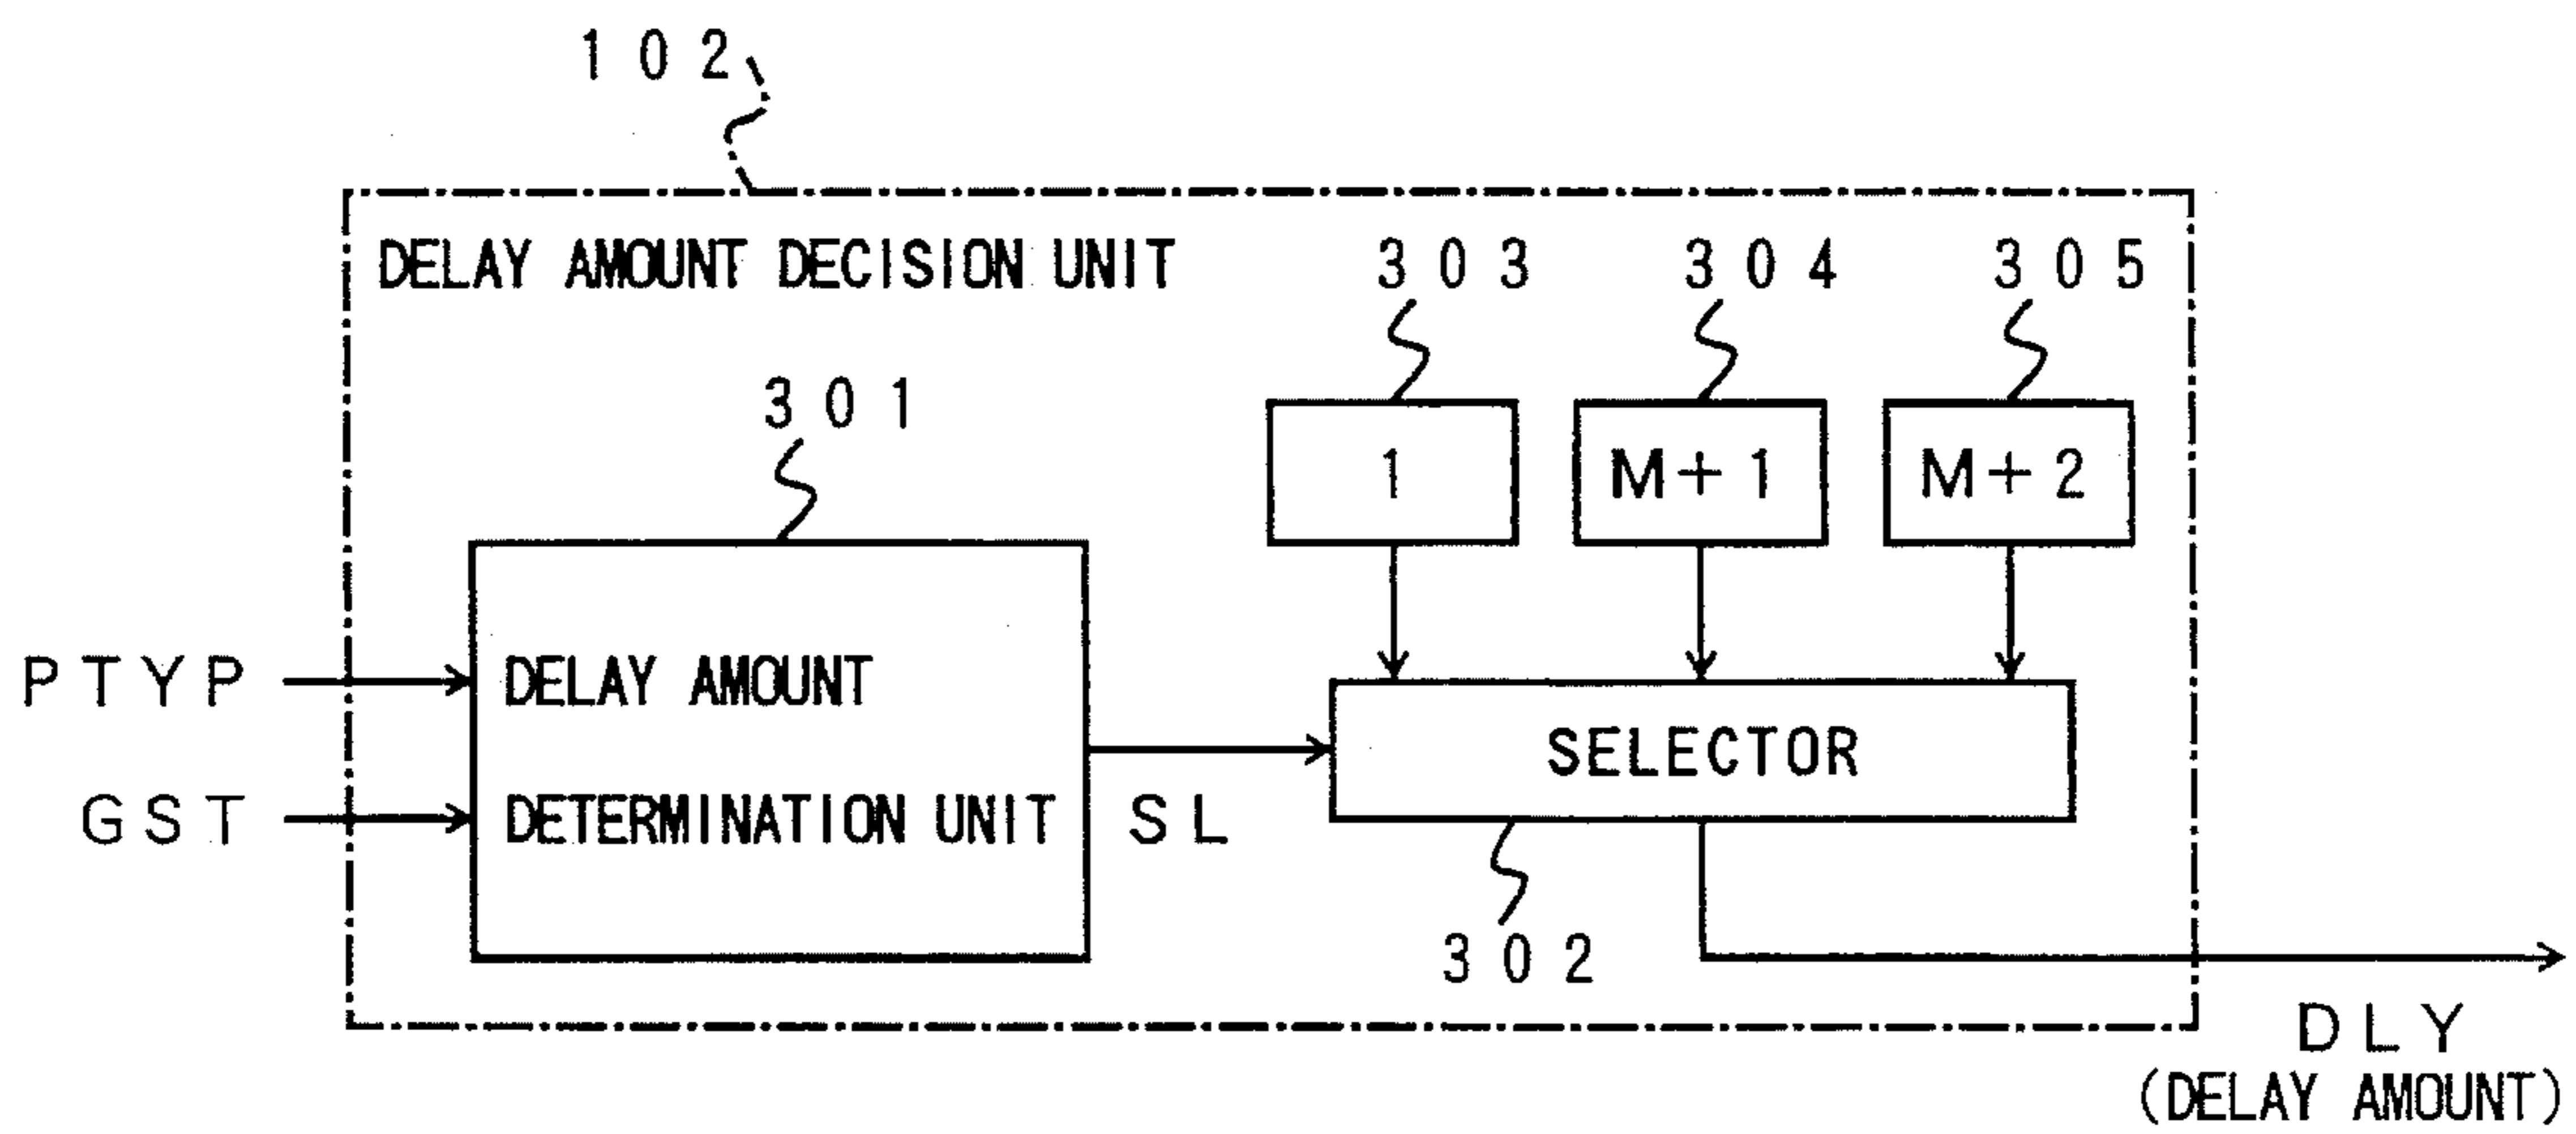 102
DELAY AMOUNT DECISION UNIT
303
304
305
301
1
M+1
M+2
PTYP
DELAY AMOUNT
SELECTOR
GST
DETERMINATION UNIT
SL
302
DLY
(DELAY AMOUNT)